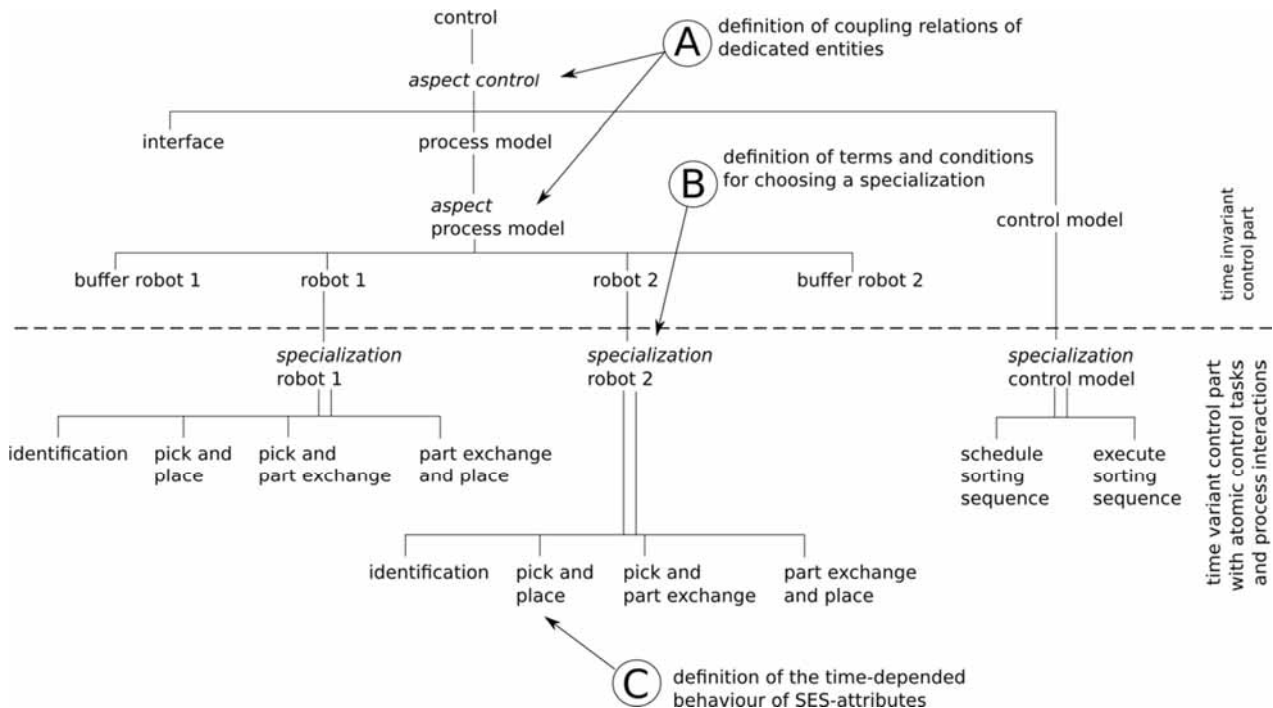 control
A
definition of coupling relations of
dedicated entities
aspect control
interface
process model
B
definition of terms and conditions
for choosing a specialization
aspect
process model
control model
time invariant
control part
buffer robot 1
robot 1
robot 2
buffer robot 2
specialization
robot 1
specialization
robot 2
specialization
control model
identification
pick and
place
pick and
part exchange
part exchange
and place
schedule
sorting
sequence
execute
sorting
sequence
time variant control part
with atomic control tasks
and process interactions
identification
pick and
place
pick and
part exchange
part exchange
and place
C
definition of the time-depended
behaviour of SES-attributes